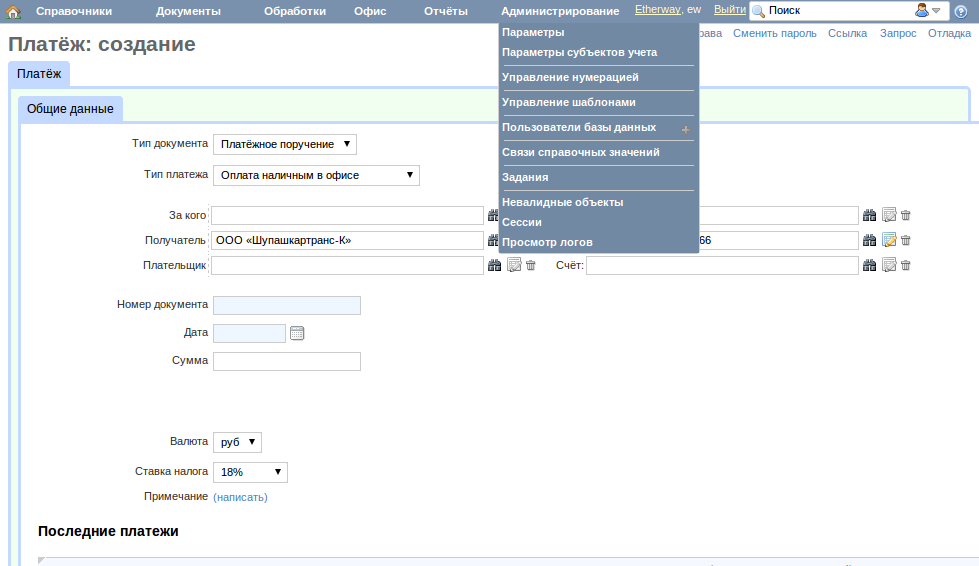 Справочники Документы Обработки Офис Отчёты Администрирование Etherway, ew Выйти Поиск
Платёж: создание
рава Сменить пароль Ссылка Запрос Отладка
Параметры
Параметры субъектов учета
Управление нумерацией
Управление шаблонами
Пользователи базы данных +
Связи справочных значений
Задания
Невалидные объекты
Сессии
Просмотр логов
Платёж
Общие данные
Тип документа Платёжное поручение
Тип платежа Оплата наличным в офисе
За кого
Получатель ООО «Шупашкартранс-К» 66
Плательщик Счёт:
Номер документа
Дата
Сумма
Валюта руб
Ставка налога 18%
Примечание (написать)
Последние платежи